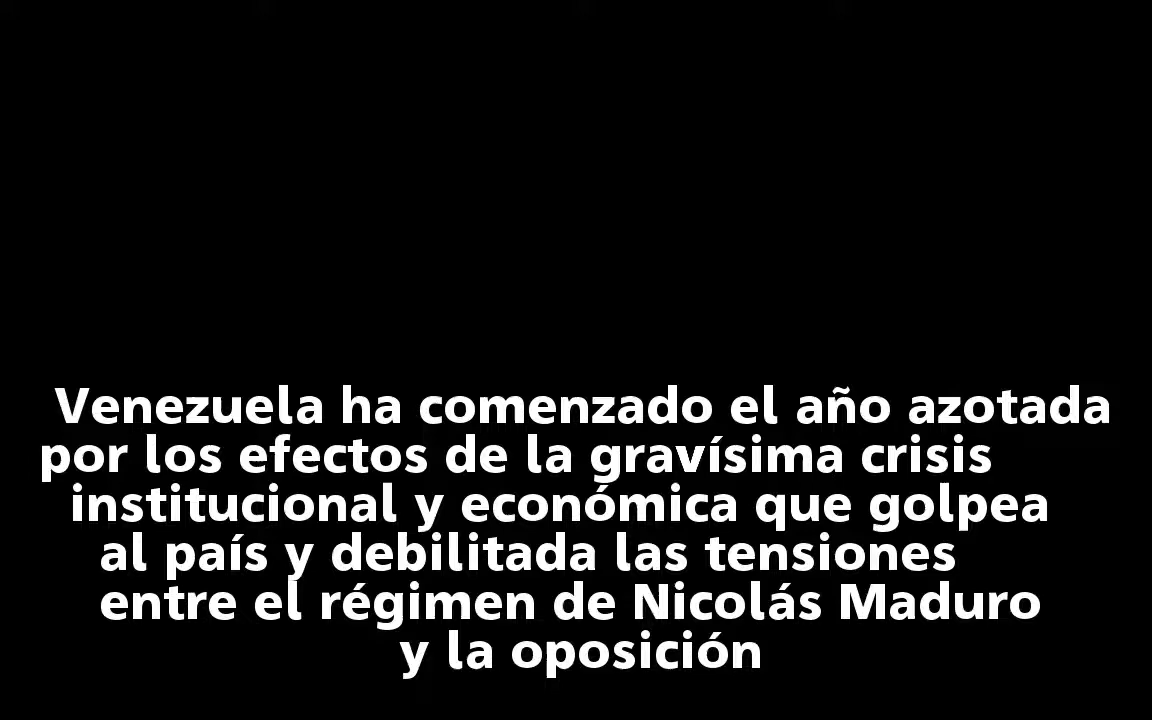 Venezuela ha comenzado el año azotada
por los efectos de la gravísima crisis
institucional y económica que golpea
al país y debilitada las tensiones
entre el régimen de Nicolás Maduro
y la oposición